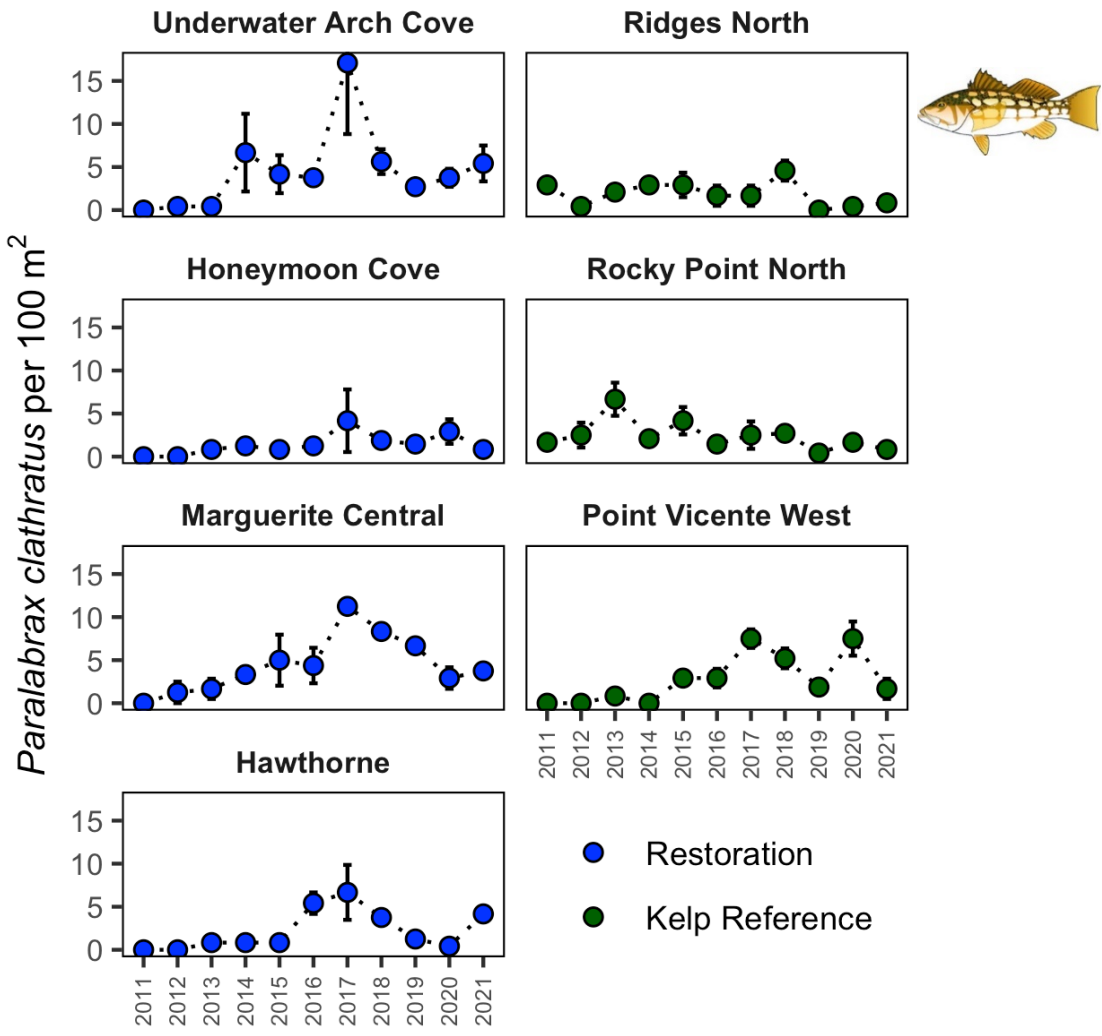 Underwater Arch Cove
Ridges North
15
10
5
0
Honeymoon Cove
Rocky Point North
15
10
5
0
Paralabrax clathratus per 100 m²
Marguerite Central
Point Vicente West
15
10
5
0
2011 2012 2013 2014 2015 2016 2017 2018 2019 2020 2021
Hawthorne
15
10
5
0
2011 2012 2013 2014 2015 2016 2017 2018 2019 2020 2021
Restoration
Kelp Reference